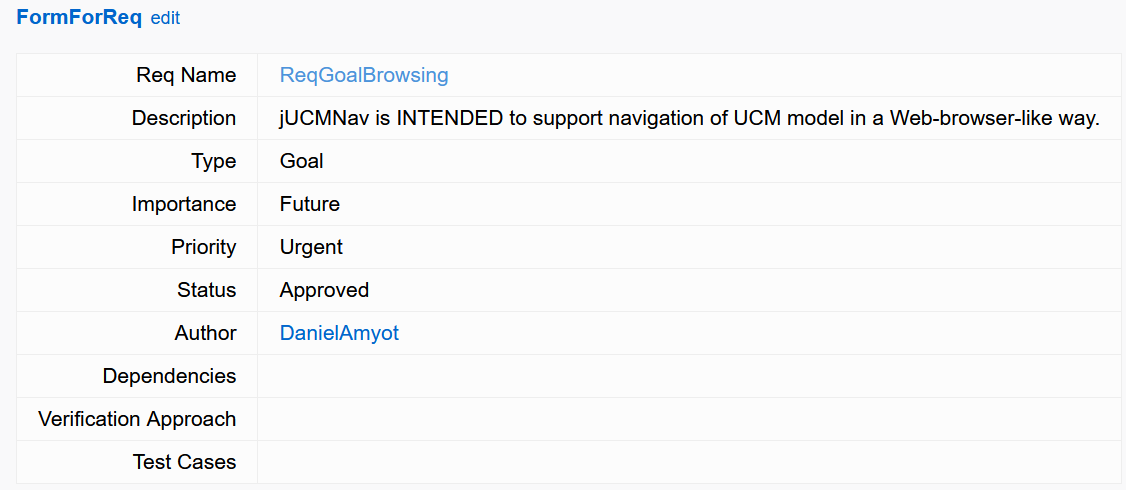 FormForReq edit
Req Name ReqGoalBrowsing
Description jUCMNav is INTENDED to support navigation of UCM model in a Web-browser-like way.
Type Goal
Importance Future
Priority Urgent
Status Approved
Author DanielAmyot
Dependencies
Verification Approach
Test Cases